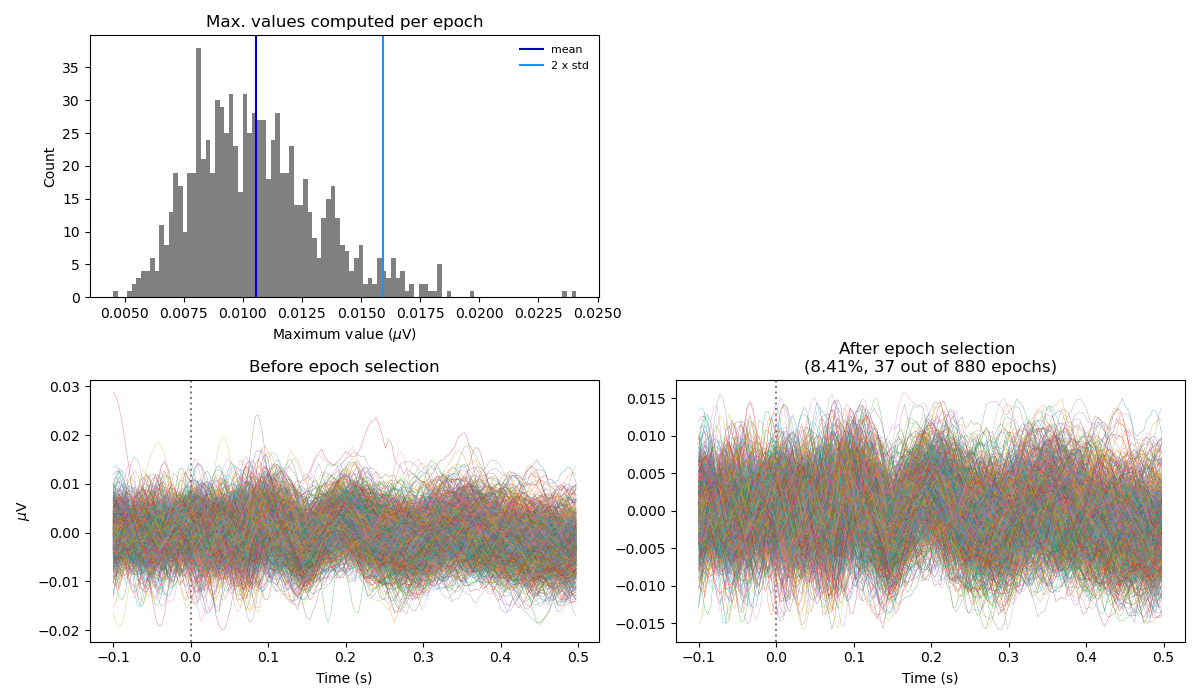 Max. values computed per epoch
mean
2 x std
35
30
25
20
15
10
5
0
Count
0.0050 0.0075 0.0100 0.0125 0.0150 0.0175 0.0200 0.0225 0.0250
Maximum value (μV)
Before epoch selection
0.03
0.02
0.01
0.00
−0.01
−0.02
μV
−0.1 0.0 0.1 0.2 0.3 0.4 0.5
Time (s)
After epoch selection
(8.41%, 37 out of 880 epochs)
0.015
0.010
0.005
0.000
−0.005
−0.010
−0.015
−0.1 0.0 0.1 0.2 0.3 0.4 0.5
Time (s)